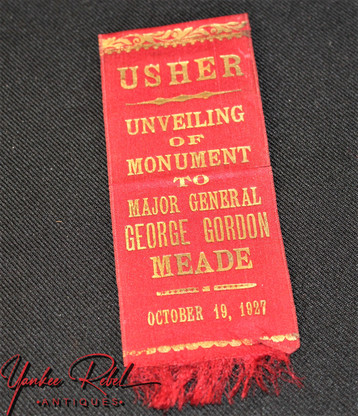 USHER
UNVEILING
OF
MONUMENT
TO
MAJOR GENERAL
GEORGE GORDON
MEADE
OCTOBER 19, 1927
Yankee Rebel
•ANTIQUES•